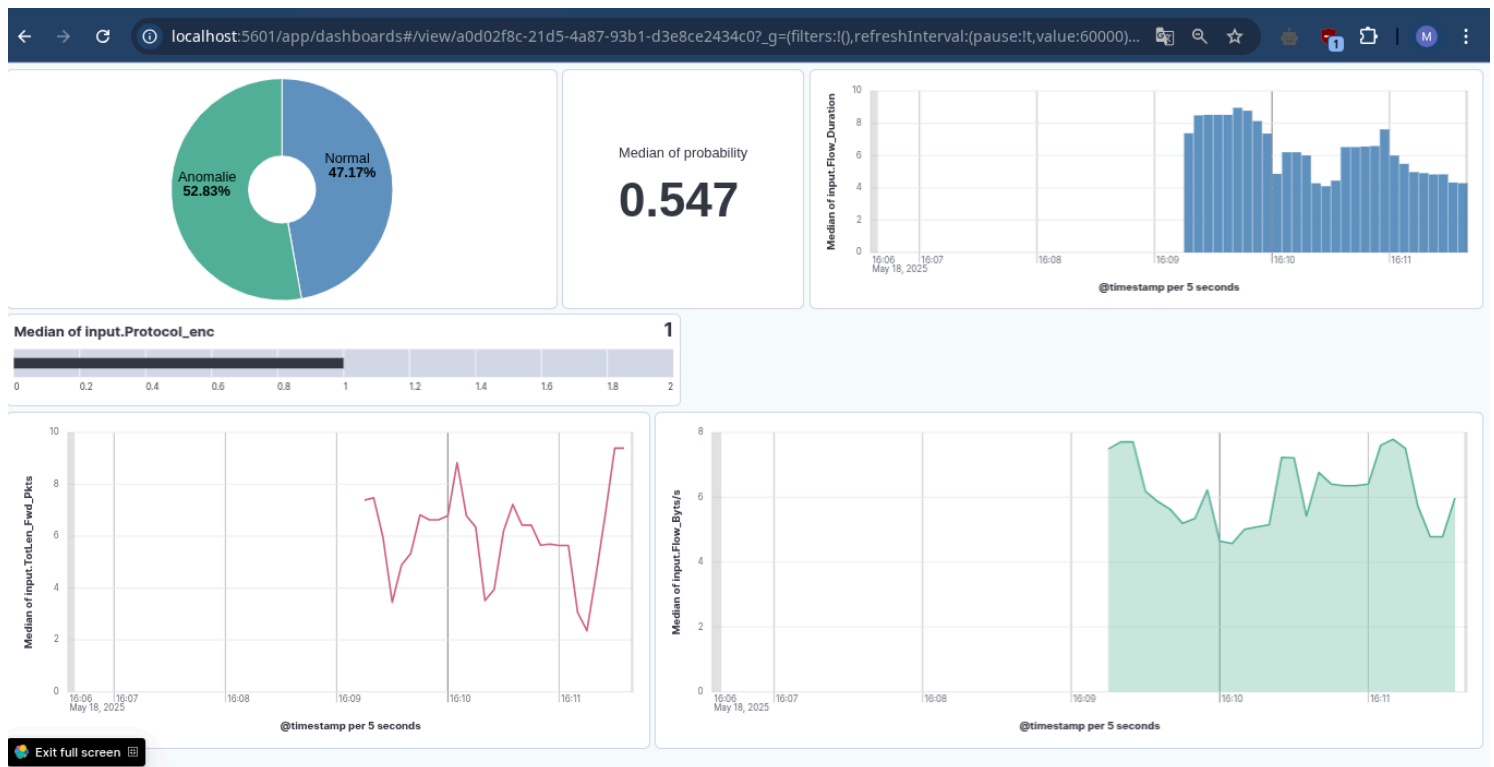 localhost:5601/app/dashboards#/view/a0d02f8c-21d5-4a87-93b1-d3e8ce2434c0?_g=(filters:!(),refreshInterval:(pause:!t,value:60000)...
1
M
Normal
47.17%
Anomalie
52.83%
Median of probability
0.547
Median of input.Flow_Duration
10
8
6
4
2
0
16:06 16:07 16:08 16:09 16:10 16:11
May 18, 2025
@timestamp per 5 seconds
Median of input.Protocol_enc 1
0 0.2 0.4 0.6 0.8 1 1.2 1.4 1.6 1.8 2
Median of input.TotLen_Fwd_Pkts
10
8
6
4
2
0
16:06 16:07 16:08 16:09 16:10 16:11
May 18, 2025
@timestamp per 5 seconds
Median of input.Flow_Byts/s
8
6
4
2
0
16:06 16:07 16:08 16:09 16:10 16:11
May 18, 2025
@timestamp per 5 seconds
Exit full screen